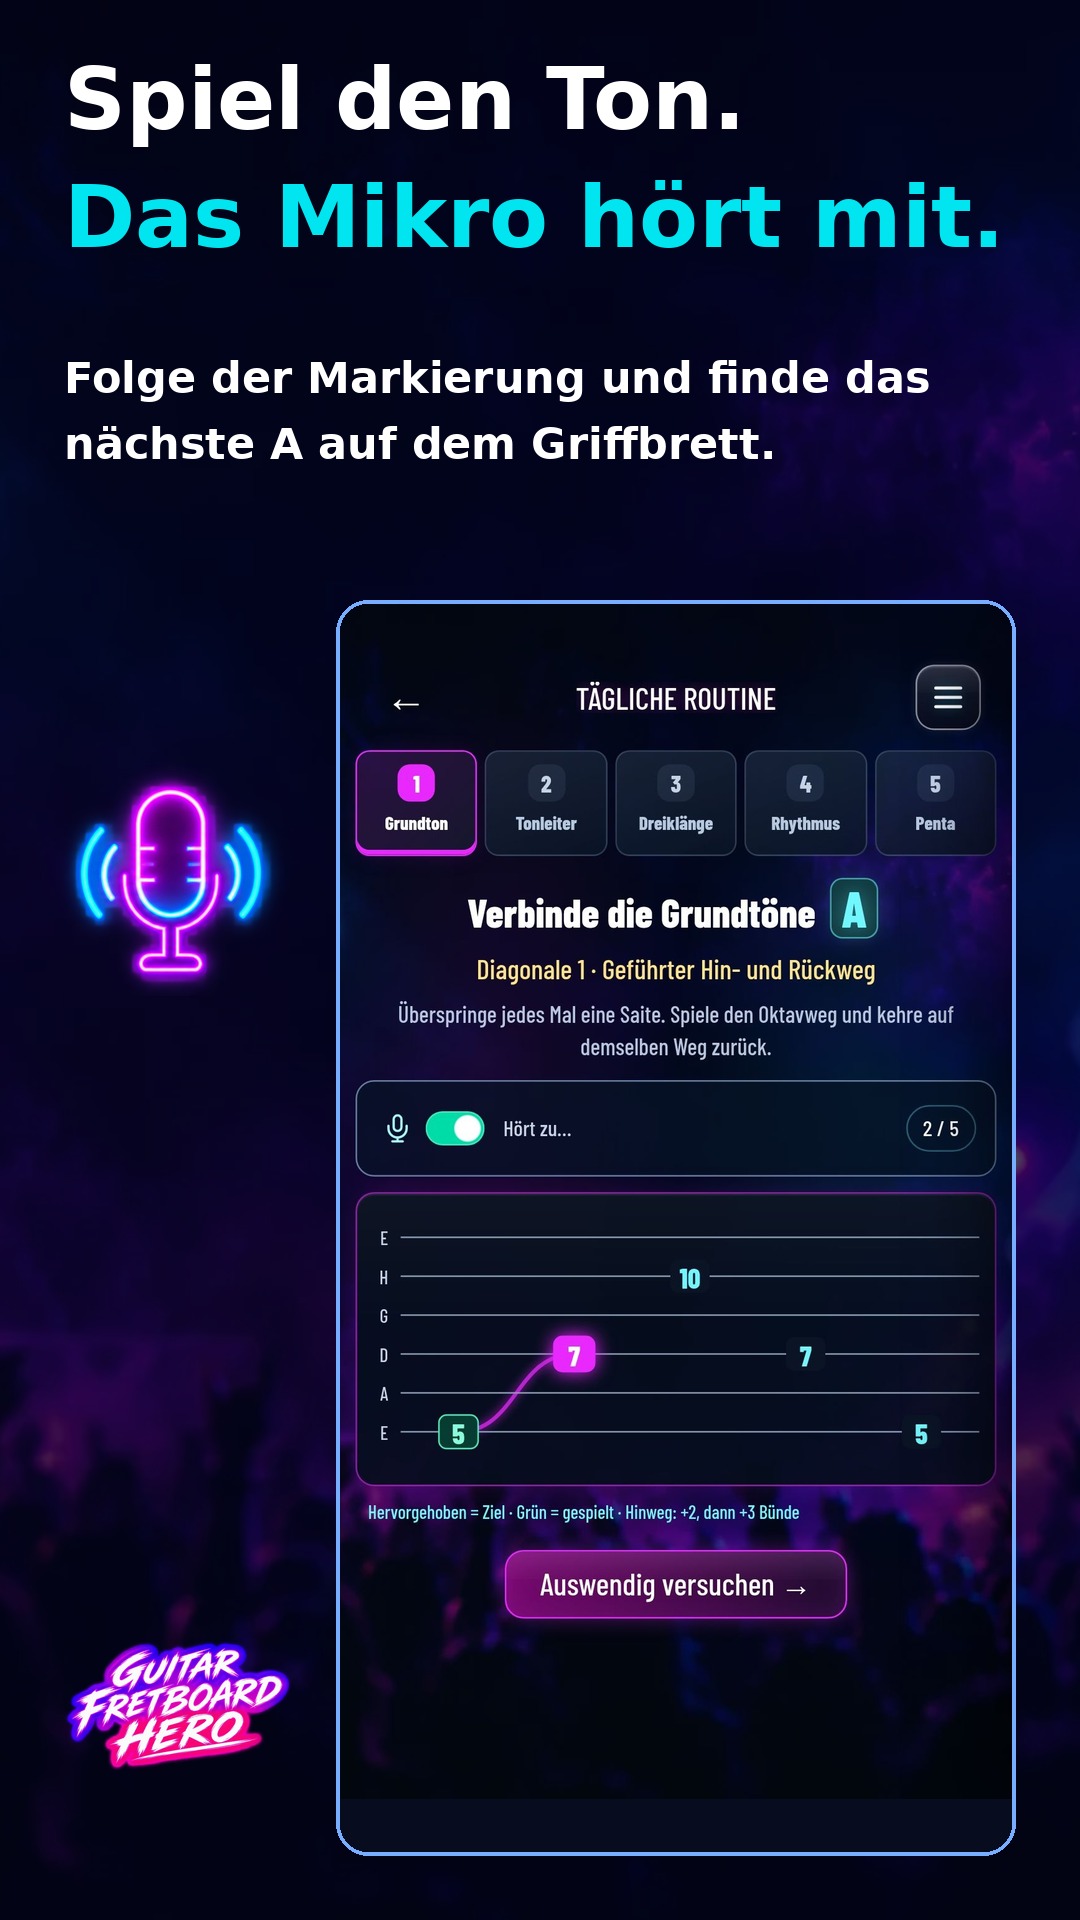 Spiel den Ton.
Das Mikro hört mit.
Folge der Markierung und finde das
nächste A auf dem Griffbrett.
← TÄGLICHE ROUTINE
1 2 3 4 5
Grundton Tonleiter Dreiklänge Rhythmus Penta
Verbinde die Grundtöne A
Diagonale 1 · Geführter Hin- und Rückweg
Überspringe jedes Mal eine Saite. Spiele den Oktavweg und kehre auf
demselben Weg zurück.
Hört zu... 2 / 5
E
H 10
G
D 7 7
A
E 5 5
Hervorgehoben = Ziel · Grün = gespielt · Hinweg: +2, dann +3 Bünde
Auswendig versuchen →
GUITAR
FRETBOARD
HERO